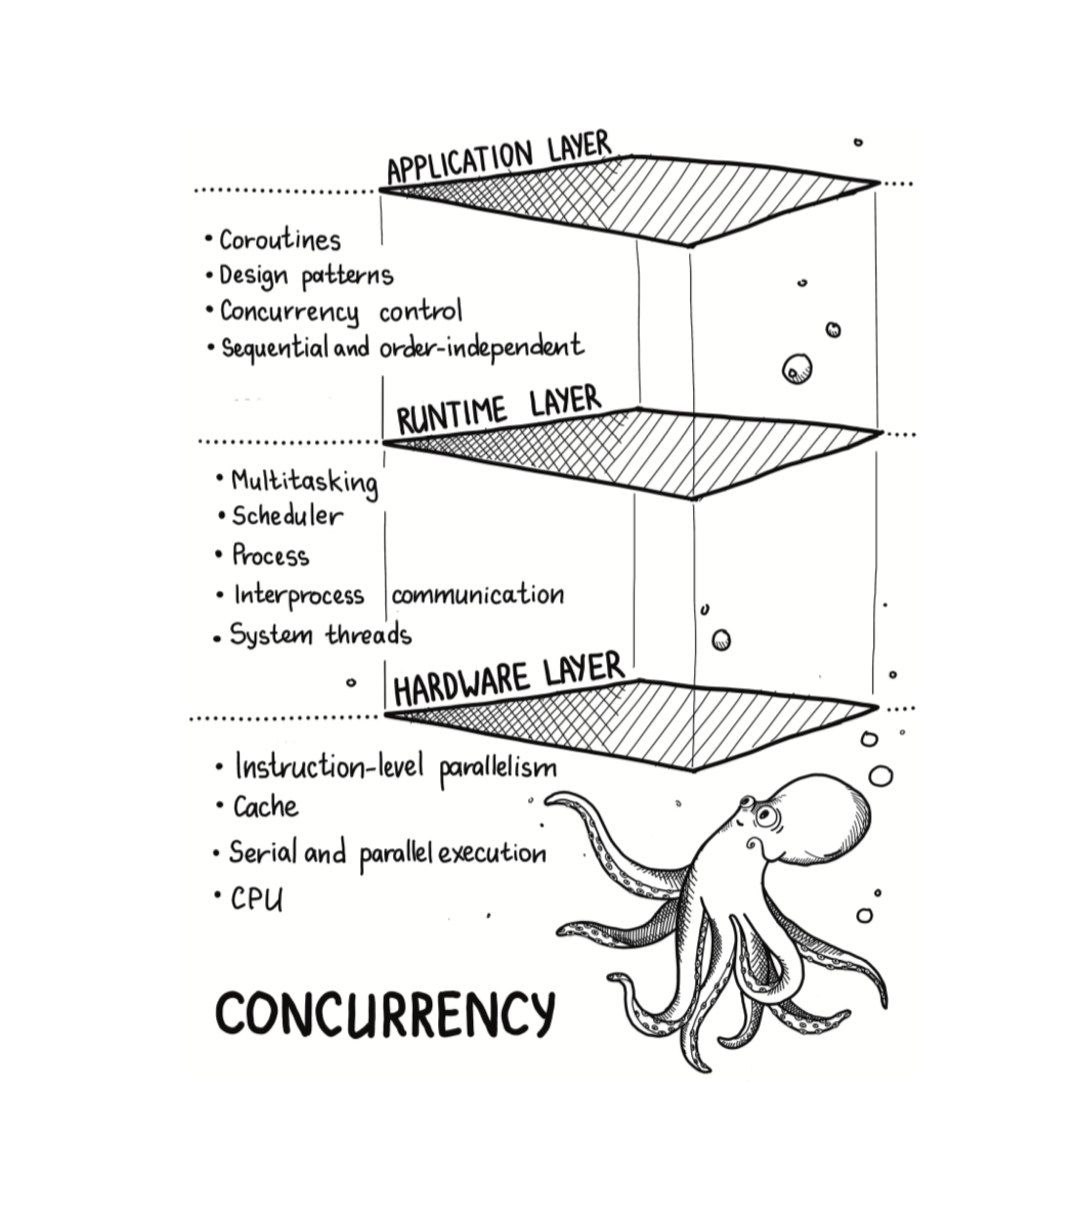 APPLICATION LAYER
• Coroutines
• Design patterns
• Concurrency control
• Sequential and order-independent
RUNTIME LAYER
• Multitasking
• Scheduler
• Process
• Interprocess communication
• System threads
HARDWARE LAYER
• Instruction-level parallelism
• Cache
• Serial and parallel execution
• CPU
CONCURRENCY